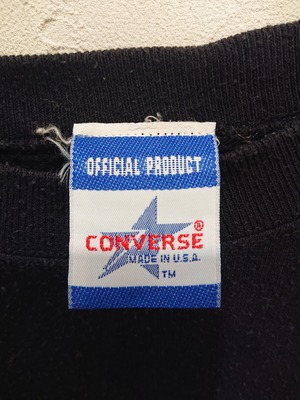 OFFICIAL PRODUCT
CONVERSE®
MADE IN U.S.A.
TM